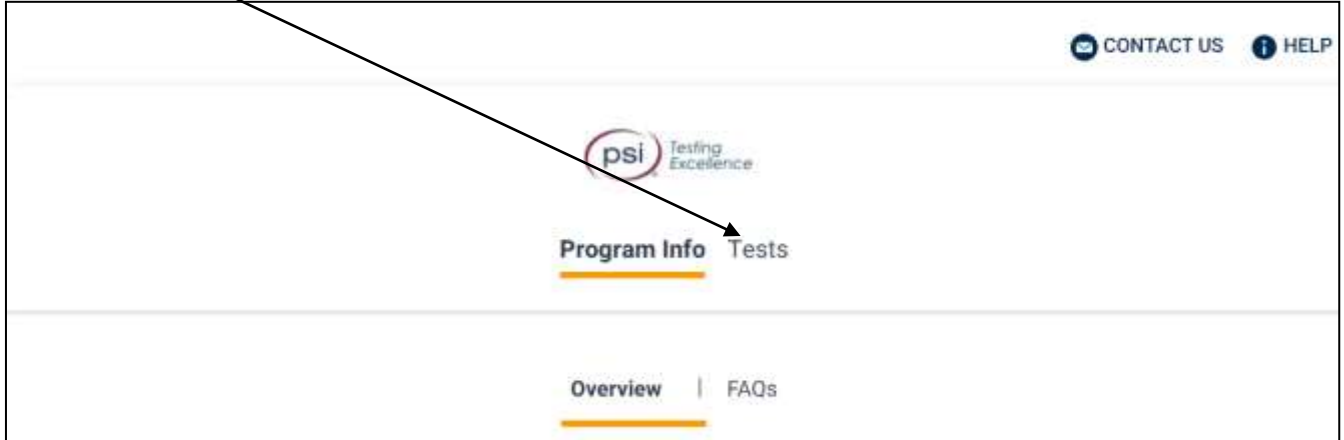 CONTACT US HELP
psi Testing
Excellence
Program Info Tests
Overview | FAQs